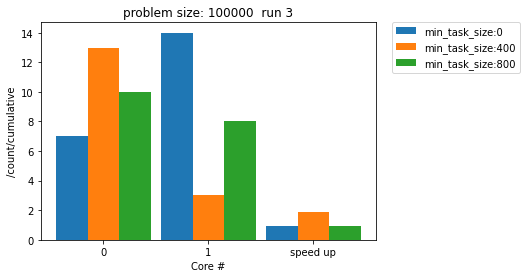 problem size: 100000  run 3
min_task_size:0
min_task_size:400
min_task_size:800
/count/cumulative
14
12
10
8
6
4
2
0
0
1
speed up
Core #